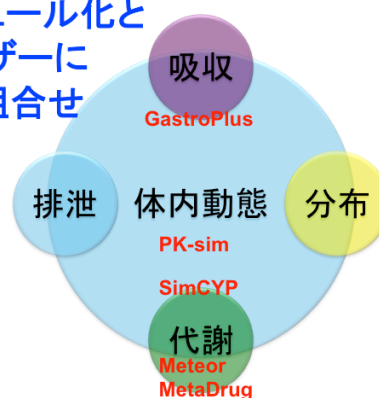 ール化と
ザーに
組合せ
吸収
GastroPlus
排泄
体内動態
分布
PK-sim
SimCYP
代謝
Meteor
MetaDrug